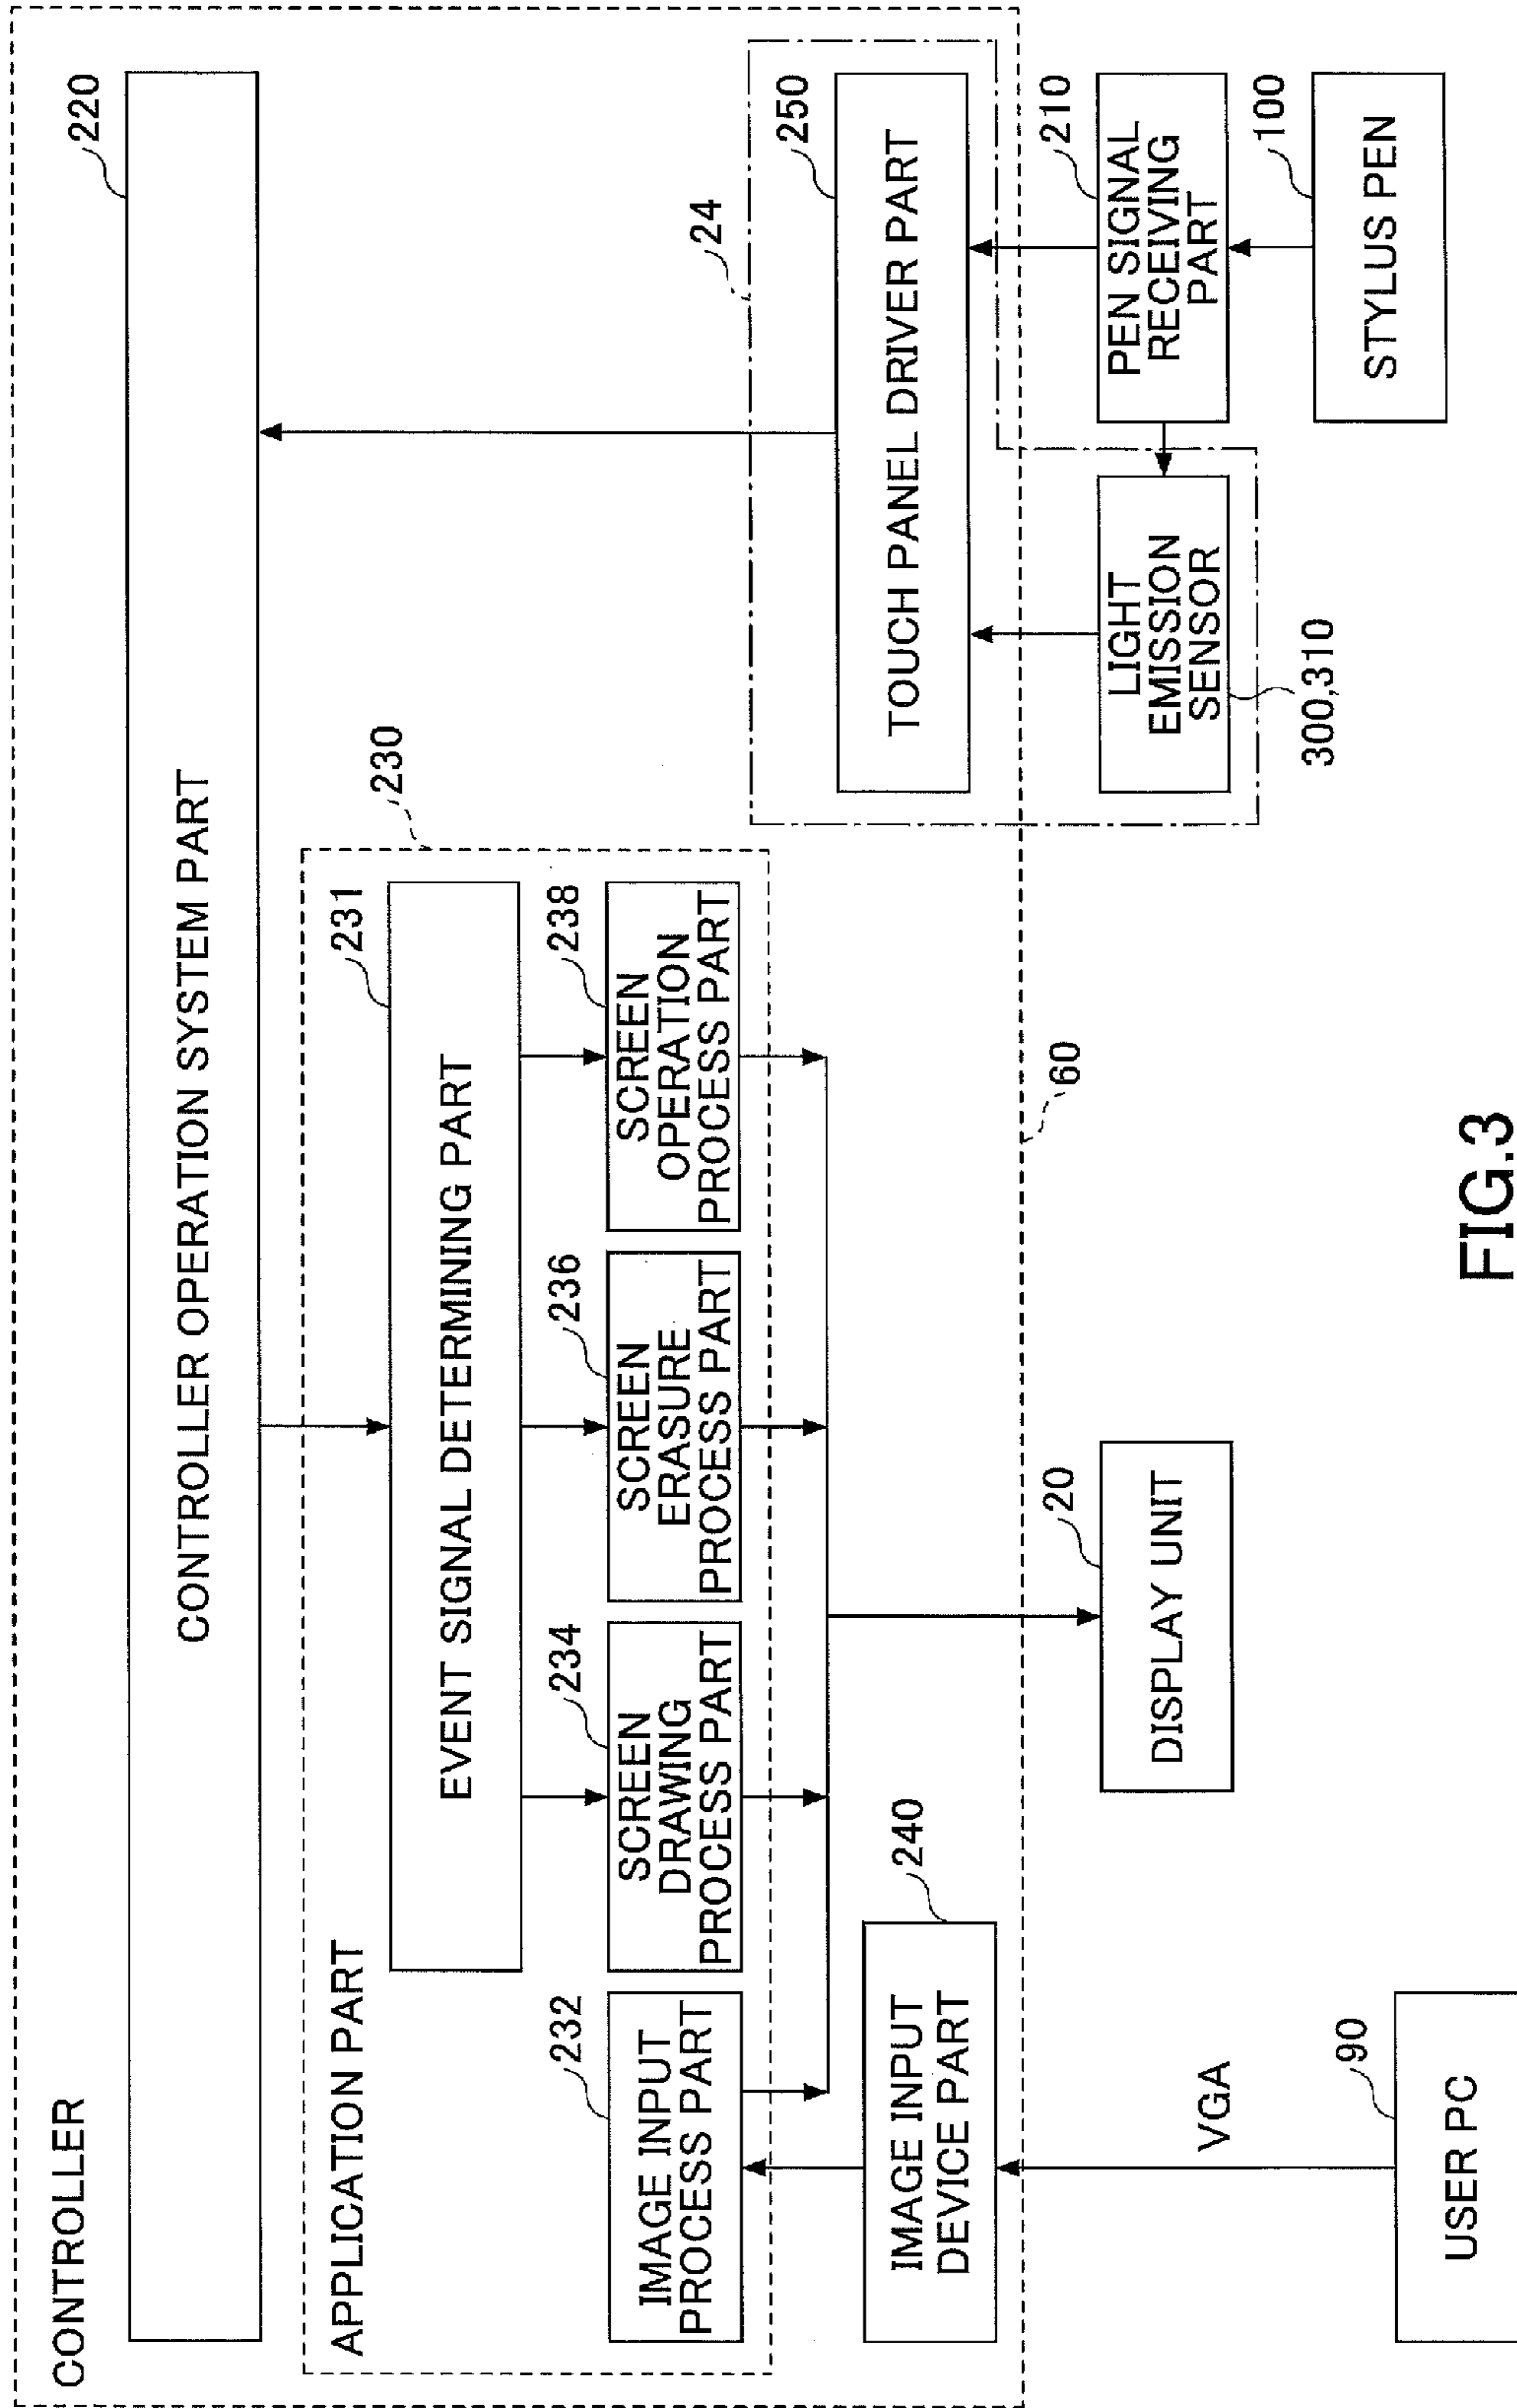 CONTROLLER
220
CONTROLLER OPERATION SYSTEM PART
APPLICATION PART
230
231
EVENT SIGNAL DETERMINING PART
232
IMAGE INPUT
PROCESS PART
234
SCREEN
DRAWING
PROCESS PART
236
SCREEN
ERASURE
PROCESS PART
238
SCREEN
OPERATION
PROCESS PART
24
250
TOUCH PANEL DRIVER PART
240
IMAGE INPUT
DEVICE PART
60
VGA
20
DISPLAY UNIT
LIGHT
EMISSION
SENSOR
300,310
210
PEN SIGNAL
RECEIVING
PART
90
USER PC
100
STYLUS PEN
FIG.3